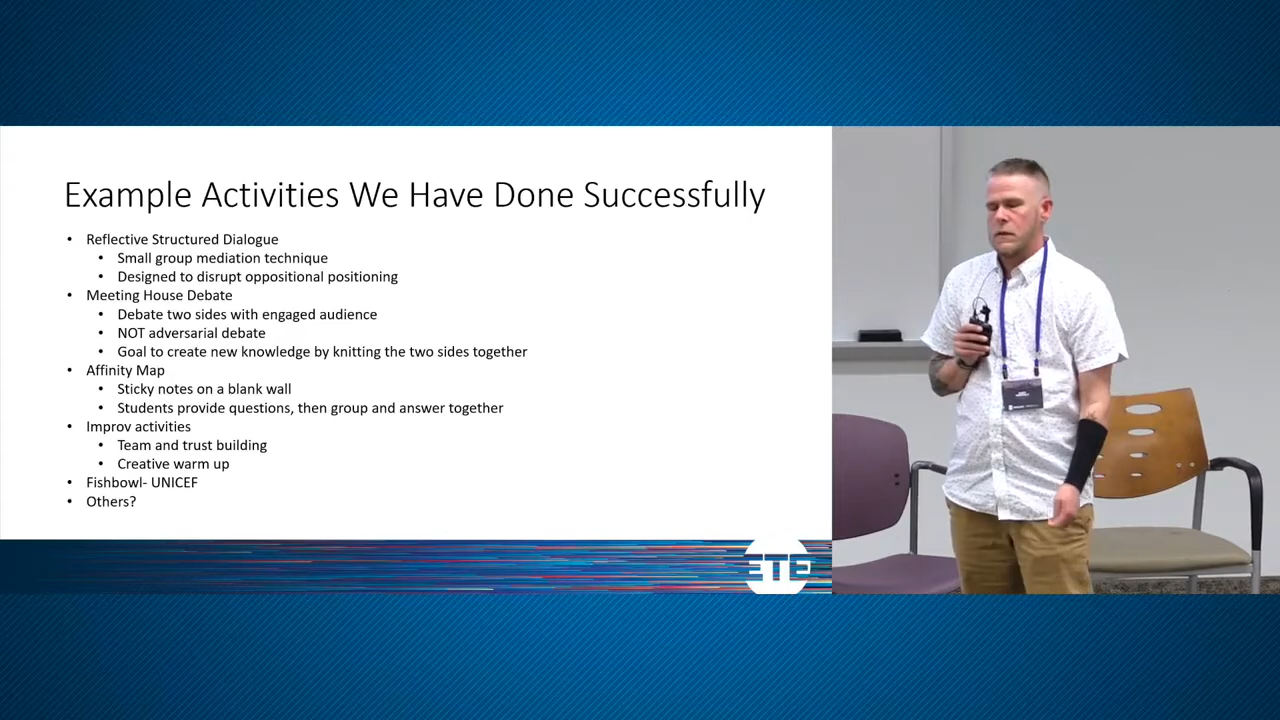 Example Activities We Have Done Successfully
• Reflective Structured Dialogue
• Small group mediation technique
• Designed to disrupt oppositional positioning
• Meeting House Debate
• Debate two sides with engaged audience
• NOT adversarial debate
• Goal to create new knowledge by knitting the two sides together
• Affinity Map
• Sticky notes on a blank wall
• Students provide questions, then group and answer together
• Improv activities
• Team and trust building
• Creative warm up
• Fishbowl- UNICEF
• Others?
ETE